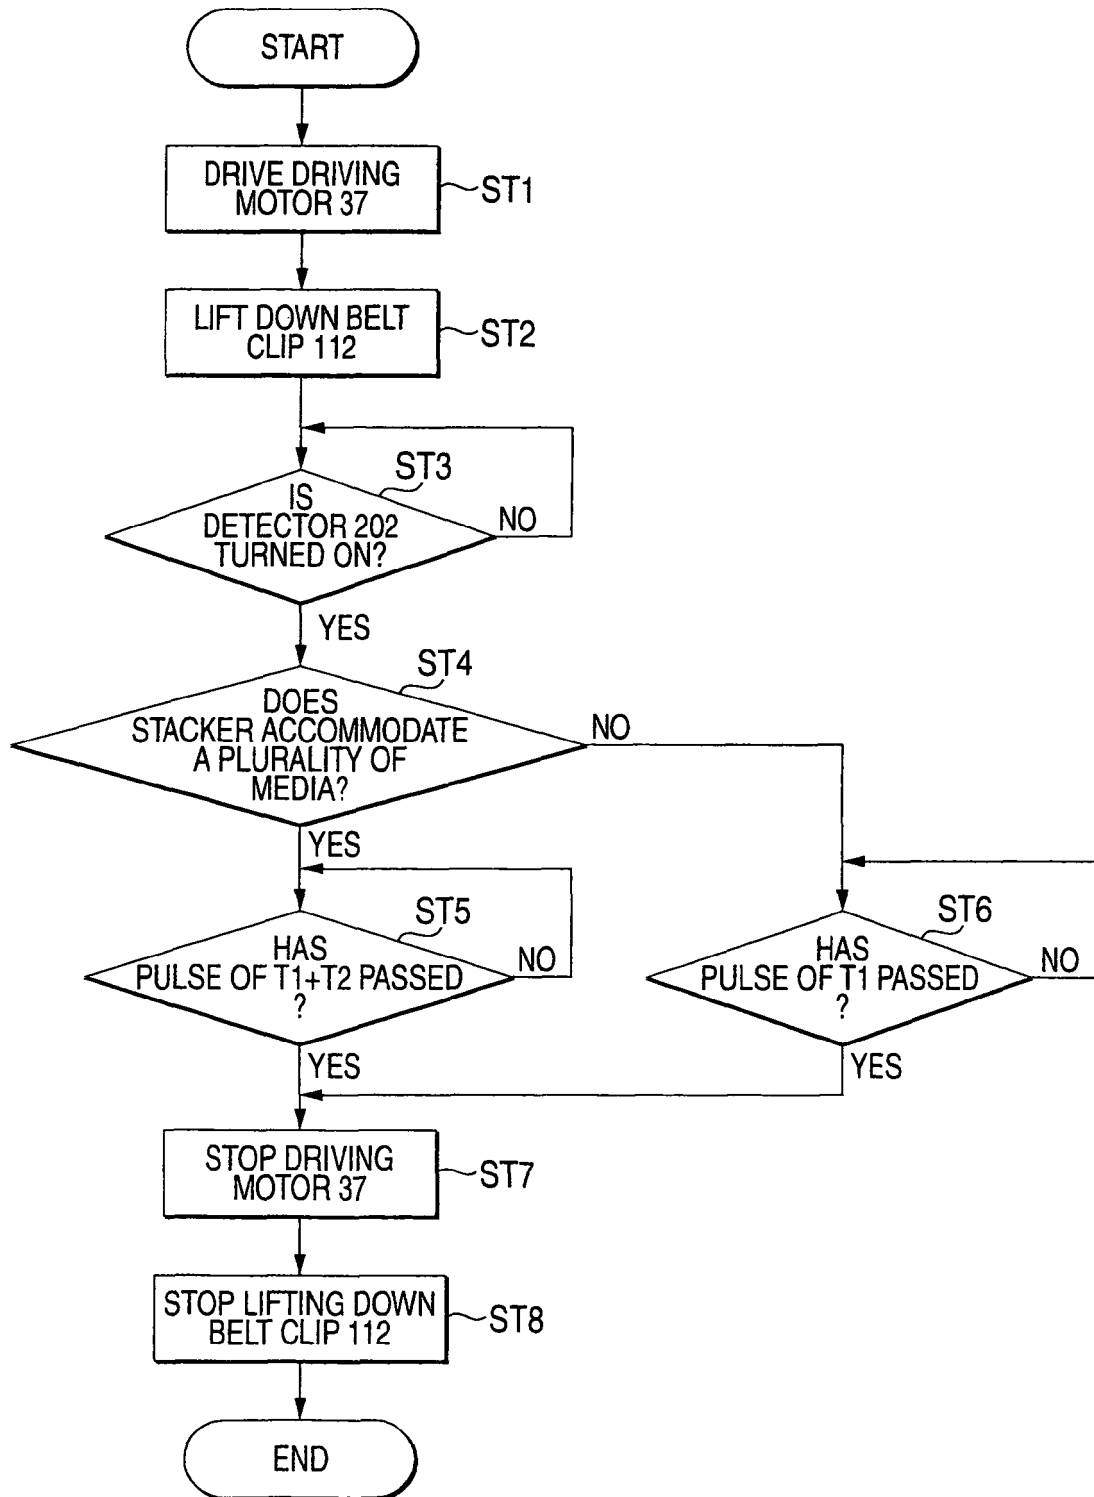 START
DRIVE DRIVING
MOTOR 37
ST1
LIFT DOWN BELT
CLIP 112
ST2
ST3
IS
DETECTOR 202
TURNED ON?
NO
YES
ST4
DOES
STACKER ACCOMMODATE
A PLURALITY OF
MEDIA?
NO
YES
ST5
HAS
PULSE OF T1+T2 PASSED
?
NO
YES
ST6
HAS
PULSE OF T1 PASSED
?
NO
YES
STOP DRIVING
MOTOR 37
ST7
STOP LIFTING DOWN
BELT CLIP 112
ST8
END